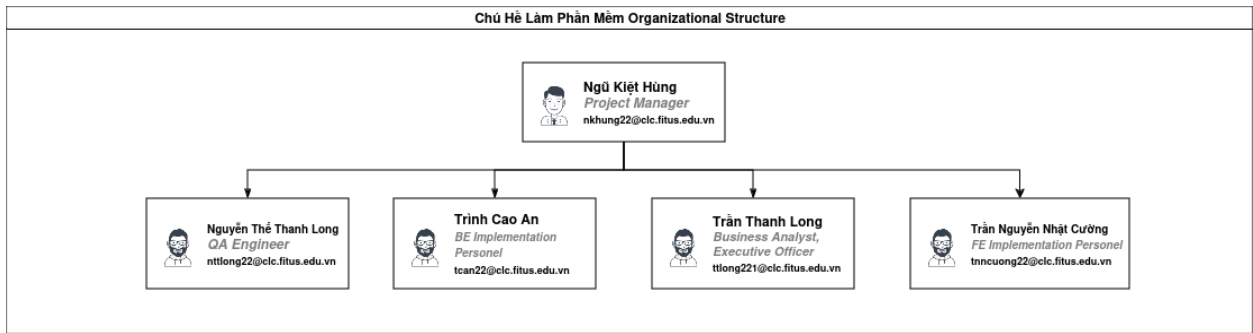 Chú Hề Làm Phần Mềm Organizational Structure
Ngũ Kiệt Hùng
Project Manager
nkhung22@clc.fitus.edu.vn
Nguyễn Thế Thanh Long
QA Engineer
nttlong22@clc.fitus.edu.vn
Trình Cao An
BE Implementation
Personel
tcan22@clc.fitus.edu.vn
Trần Thanh Long
Business Analyst,
Executive Officer
ttlong221@clc.fitus.edu.vn
Trần Nguyễn Nhật Cường
FE Implementation Personel
tnncuong22@clc.fitus.edu.vn